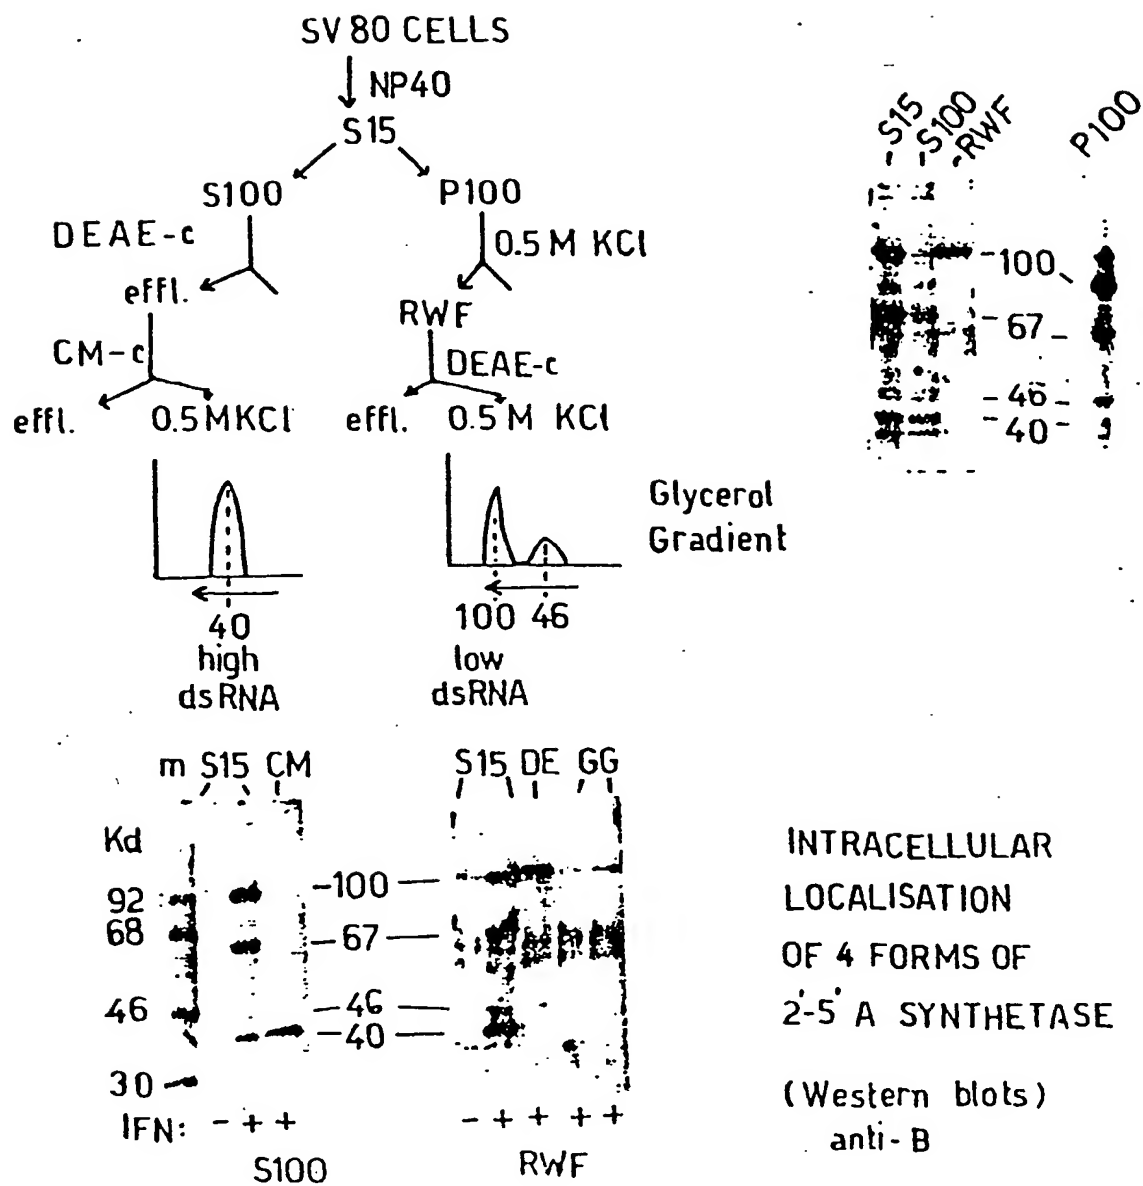 SV 80 CELLS
NP40
S15
S100 P100
DEAE-c 0.5 M KCl
effl. RWF
CM-c DEAE-c
effl. 0.5 M KCl effl. 0.5 M KCl
Glycerol
Gradient
40 100 46
high low
dsRNA dsRNA
S15 S100 RWF P100
100
67
46
40
m S15 CM S15 DE GG
Kd
92
68
46
30
100
67
46
40
IFN: - + + - + + + +
S100 RWF
INTRACELLULAR
LOCALISATION
OF 4 FORMS OF
2'-5' A SYNTHETASE
(Western blots)
anti-B